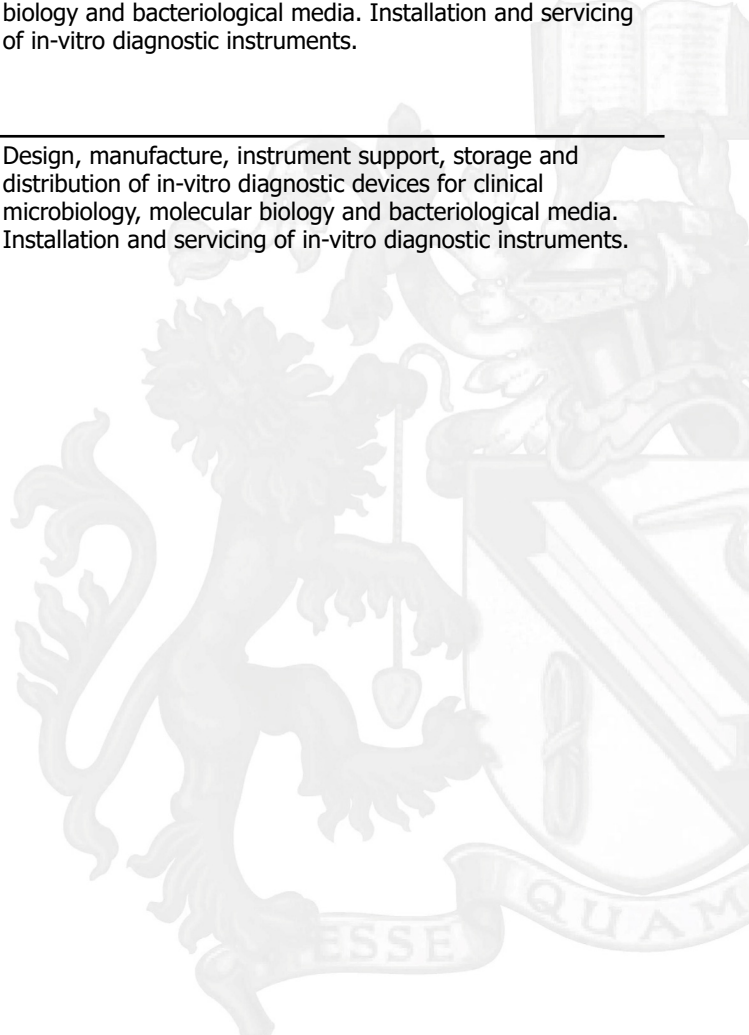 biology and bacteriological media. Installation and servicing
of in-vitro diagnostic instruments.
Design, manufacture, instrument support, storage and
distribution of in-vitro diagnostic devices for clinical
microbiology, molecular biology and bacteriological media.
Installation and servicing of in-vitro diagnostic instruments.
ESSE
QUAM